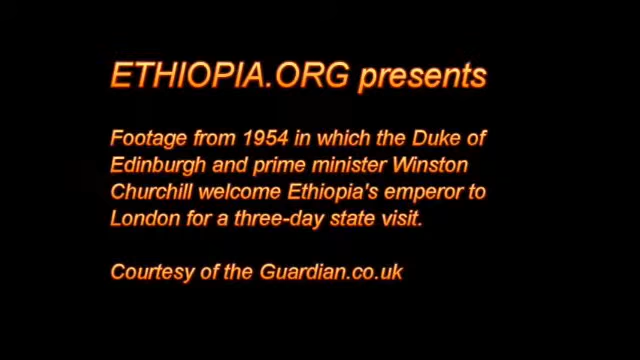 ETHIOPIA.ORG presents
Footage from 1954 in which the Duke of
Edinburgh and prime minister Winston
Churchill welcome Ethiopia's emperor to
London for a three-day state visit.
Courtesy of the Guardian.co.uk